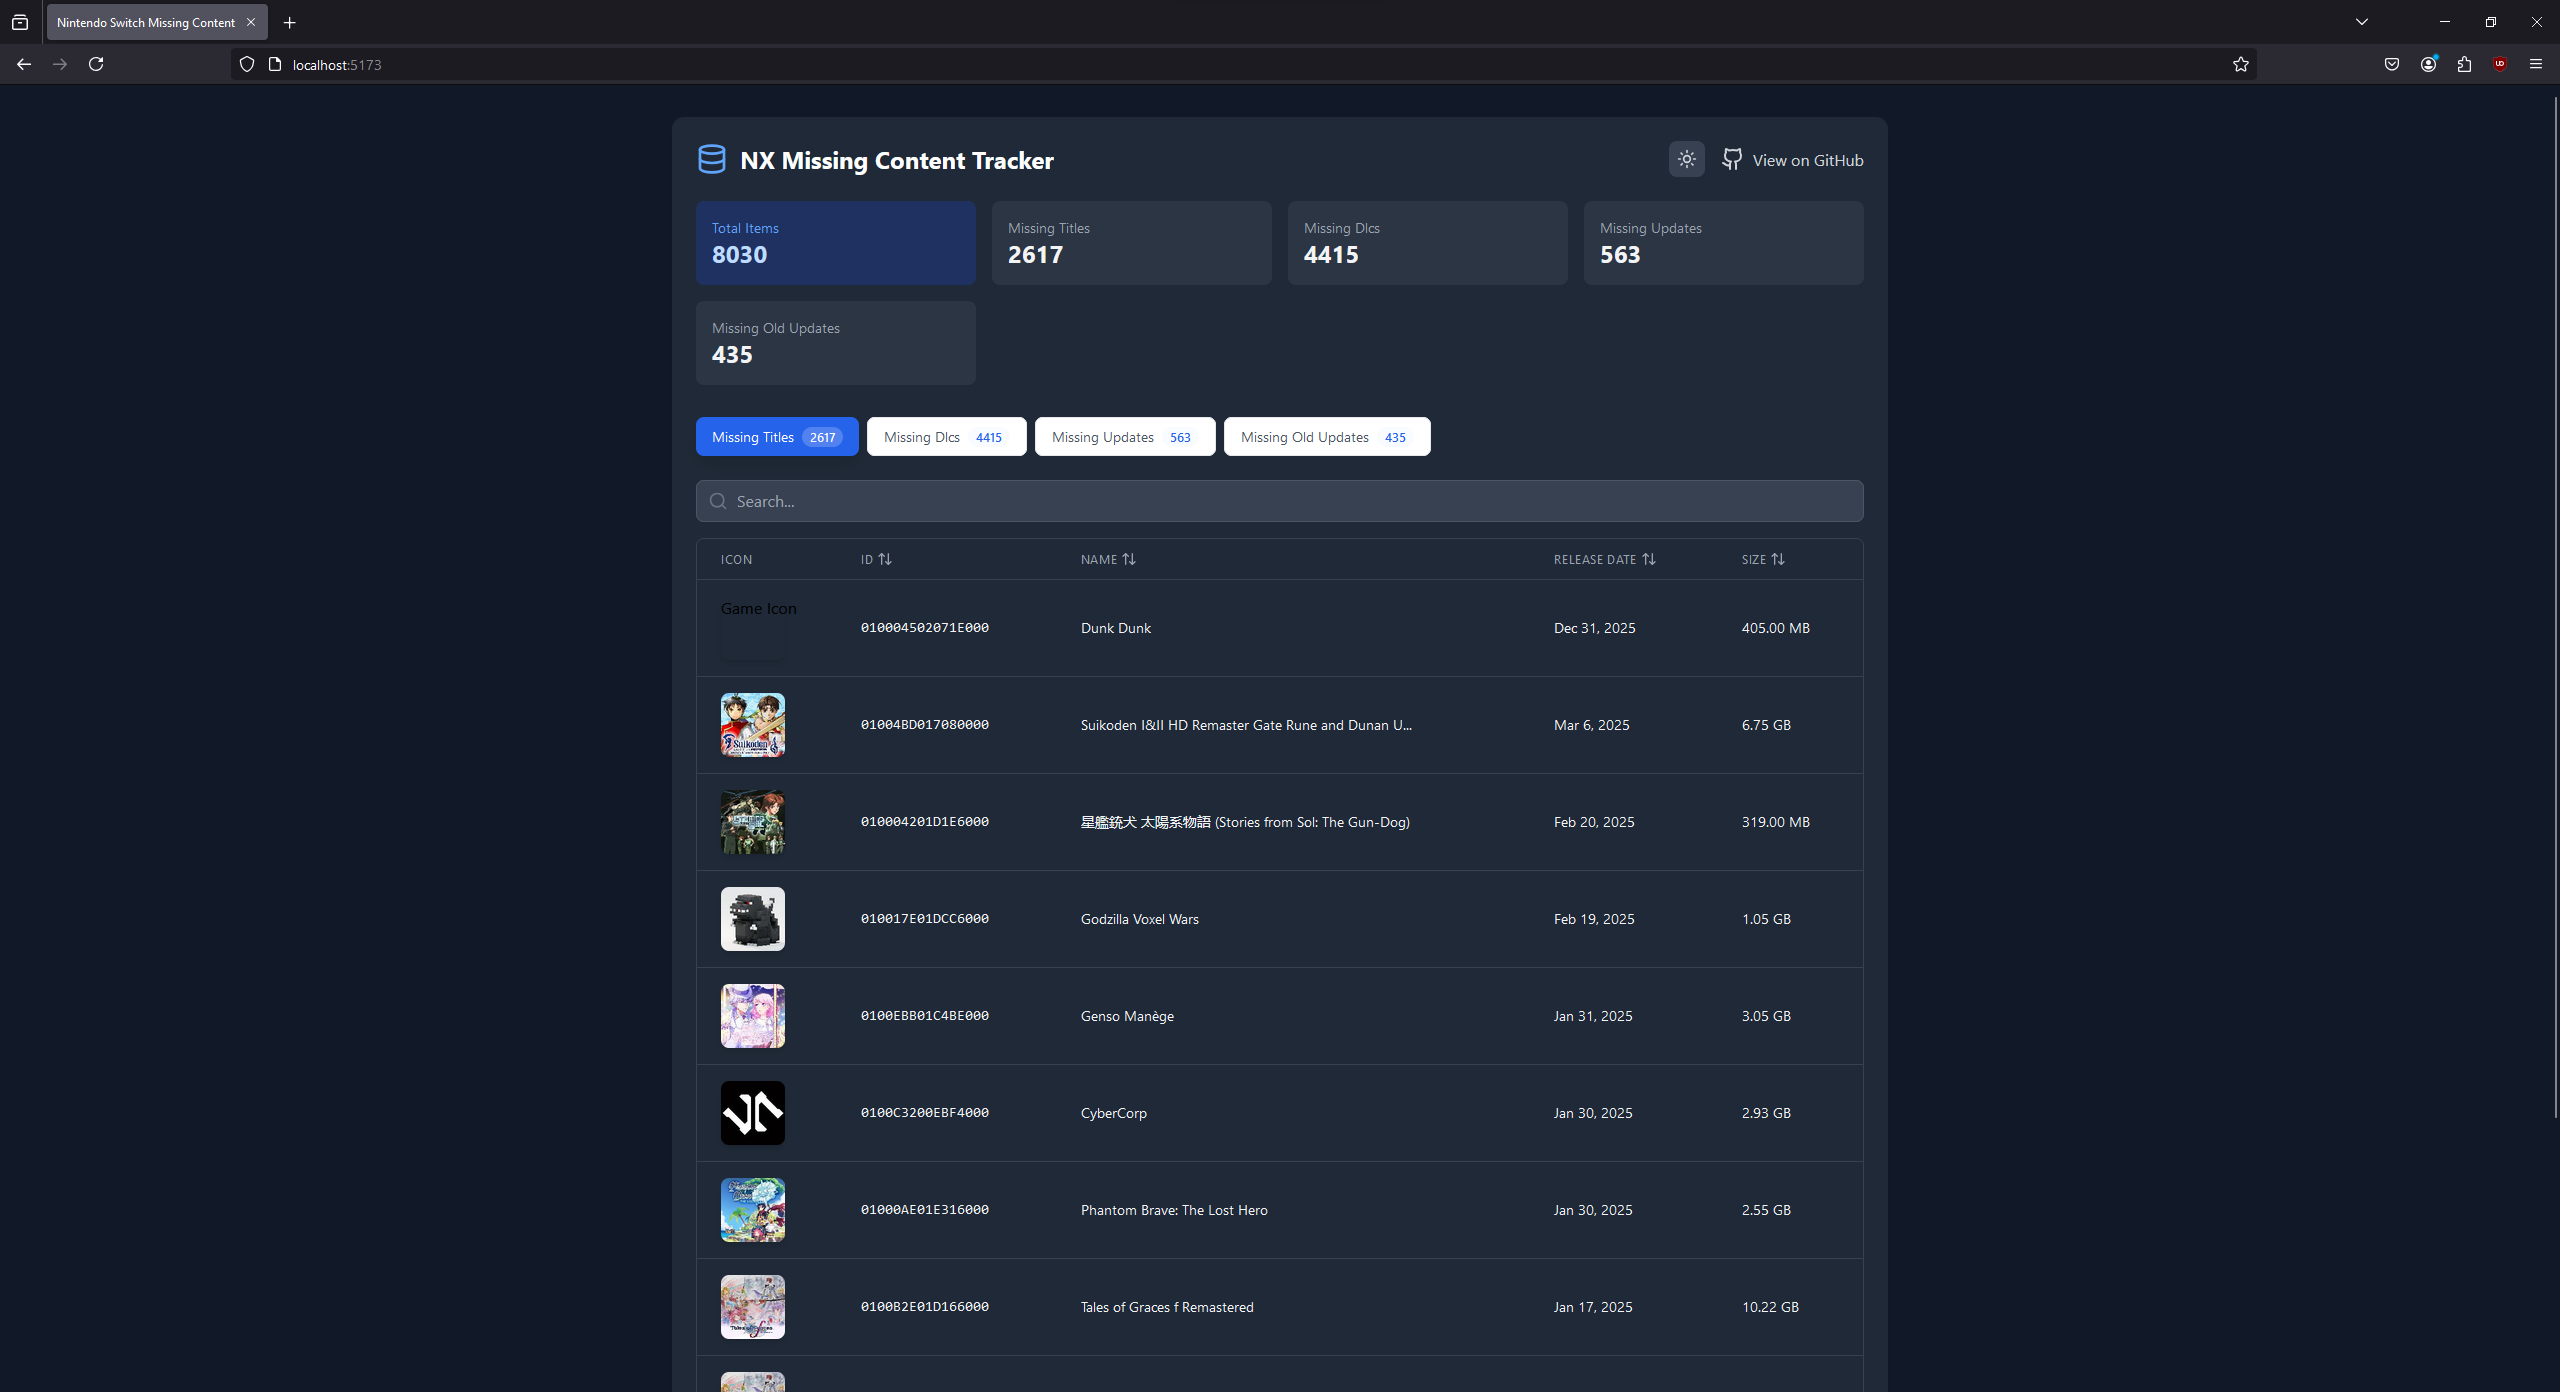 Nintendo Switch Missing Content
localhost:5173
NX Missing Content Tracker
View on GitHub
Total Items
8030
Missing Titles
2617
Missing Dlcs
4415
Missing Updates
563
Missing Old Updates
435
Missing Titles 2617
Missing Dlcs 4415
Missing Updates 563
Missing Old Updates 435
Search...
ICON ID NAME RELEASE DATE SIZE
Game Icon
010004502071E000 Dunk Dunk Dec 31, 2025 405.00 MB
Suikoden
01004BD017080000 Suikoden I&II HD Remaster Gate Rune and Dunan U... Mar 6, 2025 6.75 GB
010004201D1E6000 星艦銃犬 太陽系物語 (Stories from Sol: The Gun-Dog) Feb 20, 2025 319.00 MB
010017E01DCC6000 Godzilla Voxel Wars Feb 19, 2025 1.05 GB
0100EBB01C4BE000 Genso Manège Jan 31, 2025 3.05 GB
0100C3200EBF4000 CyberCorp Jan 30, 2025 2.93 GB
01000AE01E316000 Phantom Brave: The Lost Hero Jan 30, 2025 2.55 GB
0100B2E01D166000 Tales of Graces f Remastered Jan 17, 2025 10.22 GB